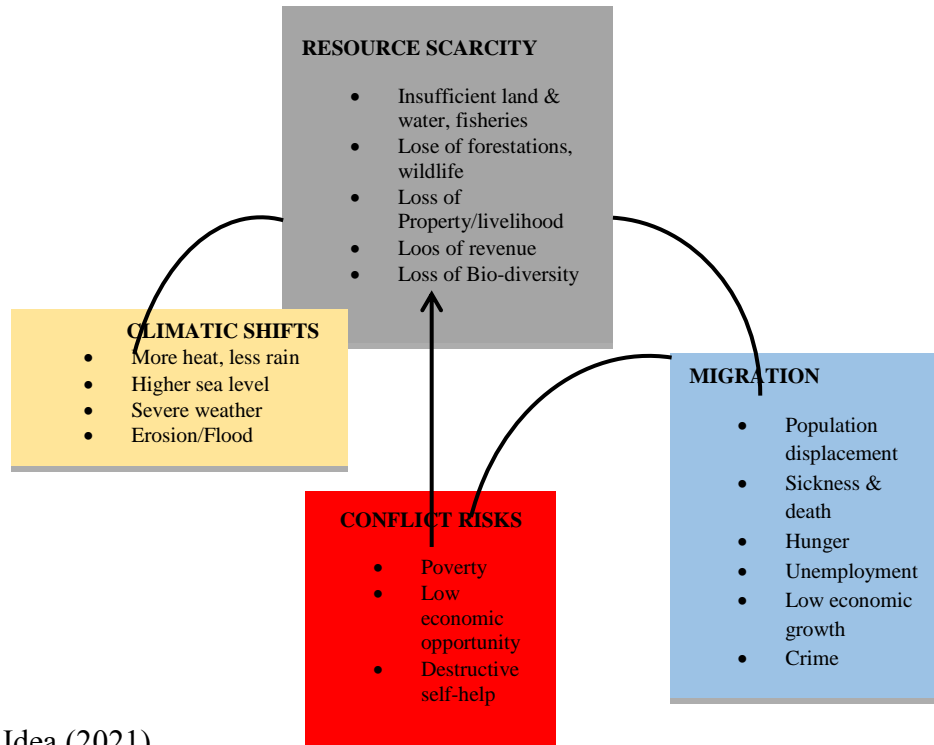 RESOURCE SCARCITY
• Insufficient land &
water, fisheries
• Lose of forestations,
wildlife
• Loss of
Property/livelihood
• Loos of revenue
• Loss of Bio-diversity
CLIMATIC SHIFTS
• More heat, less rain
• Higher sea level
• Severe weather
• Erosion/Flood
MIGRATION
• Population
displacement
• Sickness &
death
• Hunger
• Unemployment
• Low economic
growth
• Crime
CONFLICT RISKS
• Poverty
• Low
economic
opportunity
• Destructive
self-help
Idea (2021)